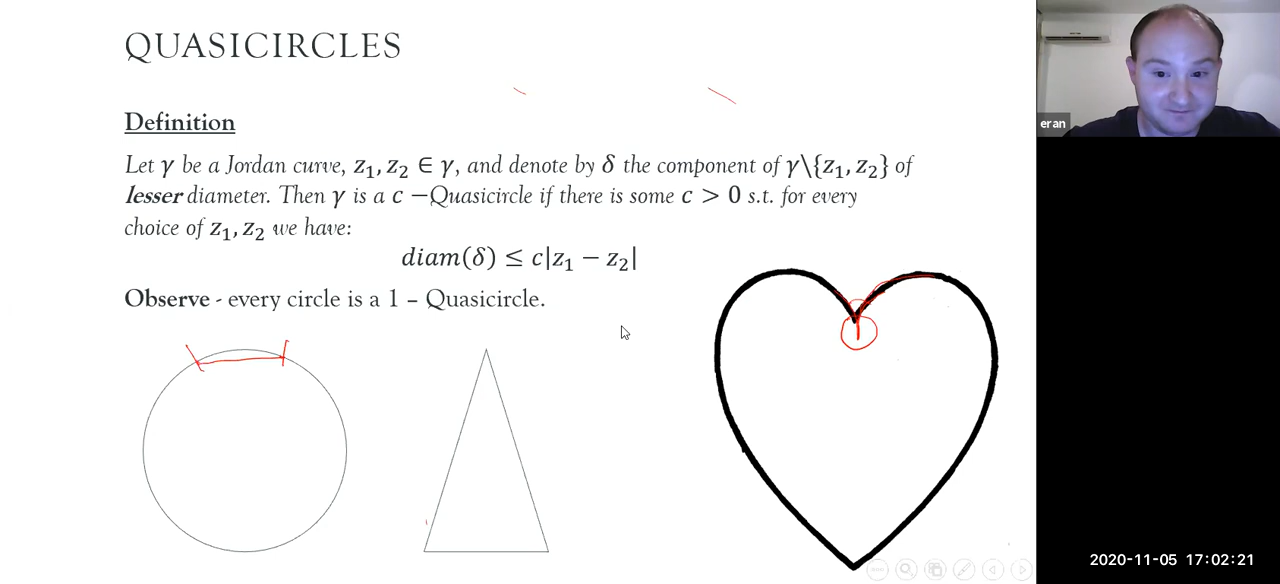 QUASICIRCLES
Definition
Let γ be a Jordan curve, z₁, z₂ ∈ γ, and denote by δ the component of γ\{z₁, z₂} of
lesser diameter. Then γ is a c −Quasicircle if there is some c > 0 s.t. for every
choice of z₁, z₂ we have:
diam(δ) ≤ c|z₁ − z₂|
Observe - every circle is a 1 – Quasicircle.
eran
2020-11-05 17:02:21